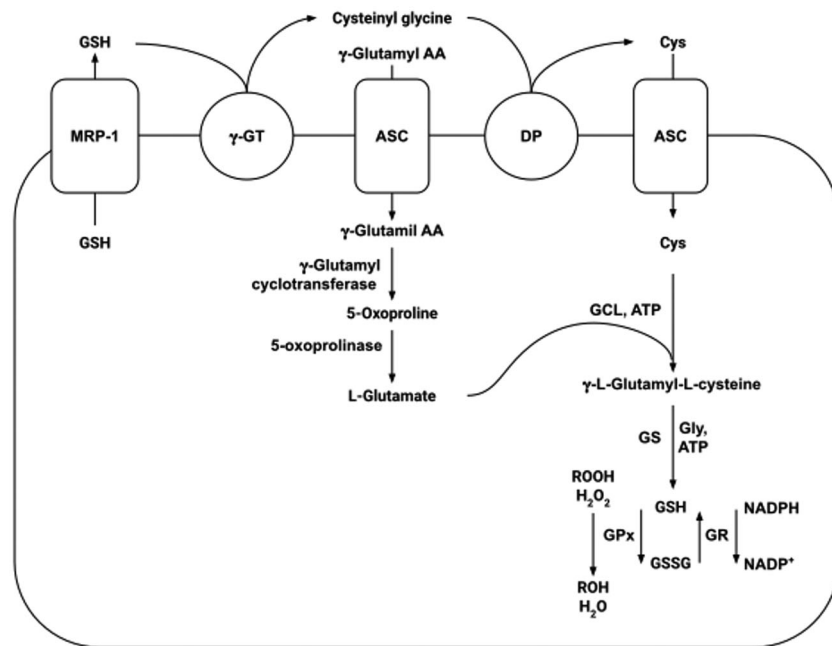 Cysteinyl glycine
GSH
γ-Glutamyl AA
Cys
MRP-1
γ-GT
ASC
DP
ASC
GSH
γ-Glutamil AA
Cys
γ-Glutamyl
cyclotransferase
5-Oxoproline
GCL, ATP
5-oxoprolinase
L-Glutamate
γ-L-Glutamyl-L-cysteine
GS
Gly,
ATP
ROOH
H₂O₂
GSH
NADPH
GPx
GR
GSSG
NADP⁺
ROH
H₂O